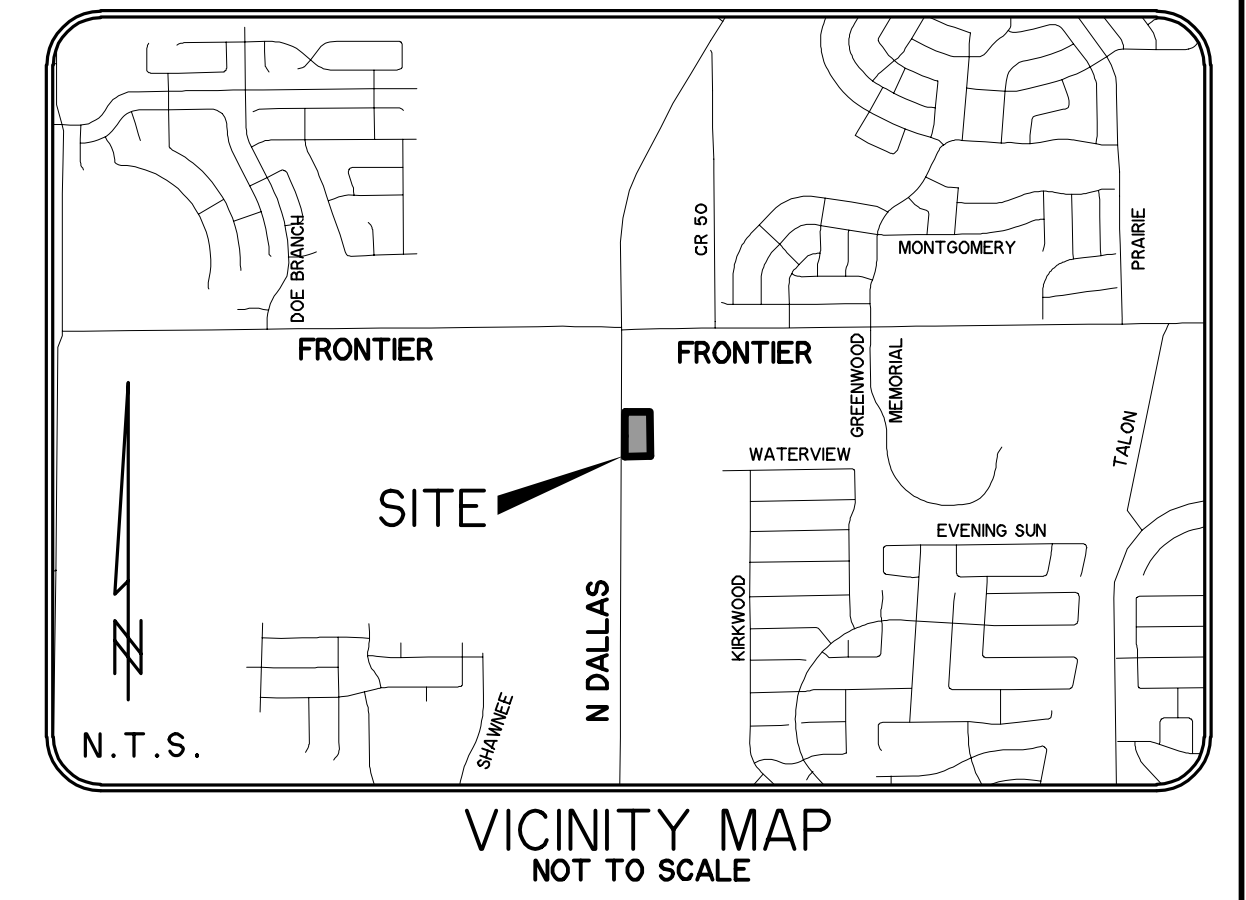 CR 50
PRAIRIE
DOE BRANCH
MONTGOMERY
FRONTIER
FRONTIER
GREENWOOD
MEMORIAL
TALON
WATERVIEW
SITE
EVENING SUN
KIRKWOOD
N DALLAS
N
SHAWNEE
N.T.S.
VICINITY MAP
NOT TO SCALE